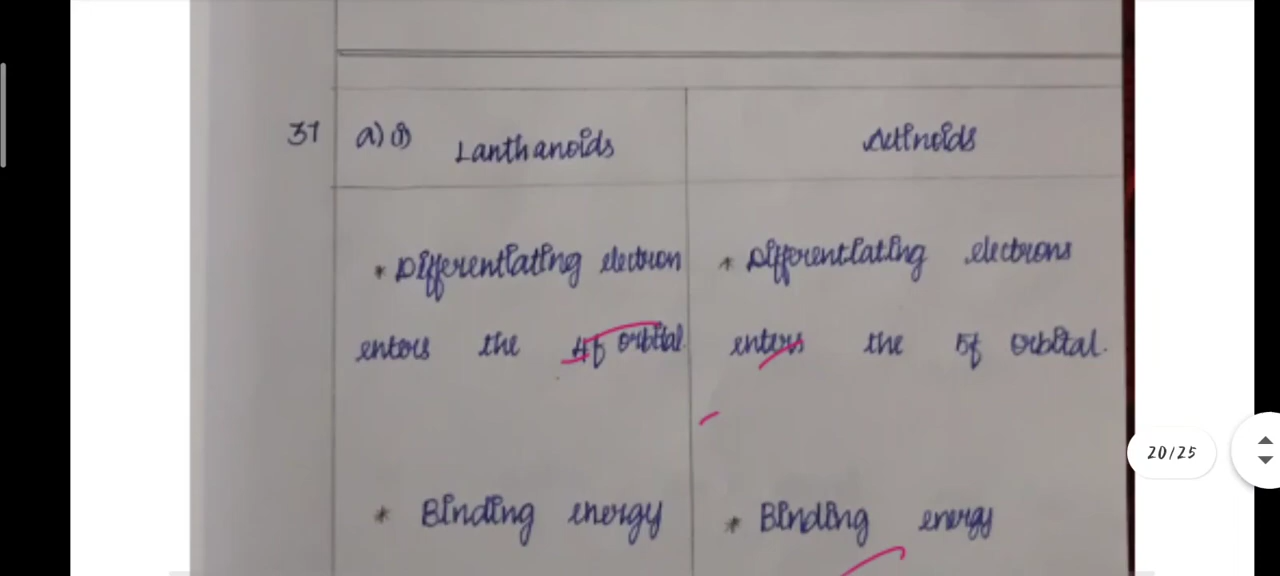 37 a) (i) Lanthanoids Actinoids
* Differentiating electron * Differentiating electrons
enters the 4f orbital. enters the 5f orbital.
* Binding energy * Binding energy
20/25